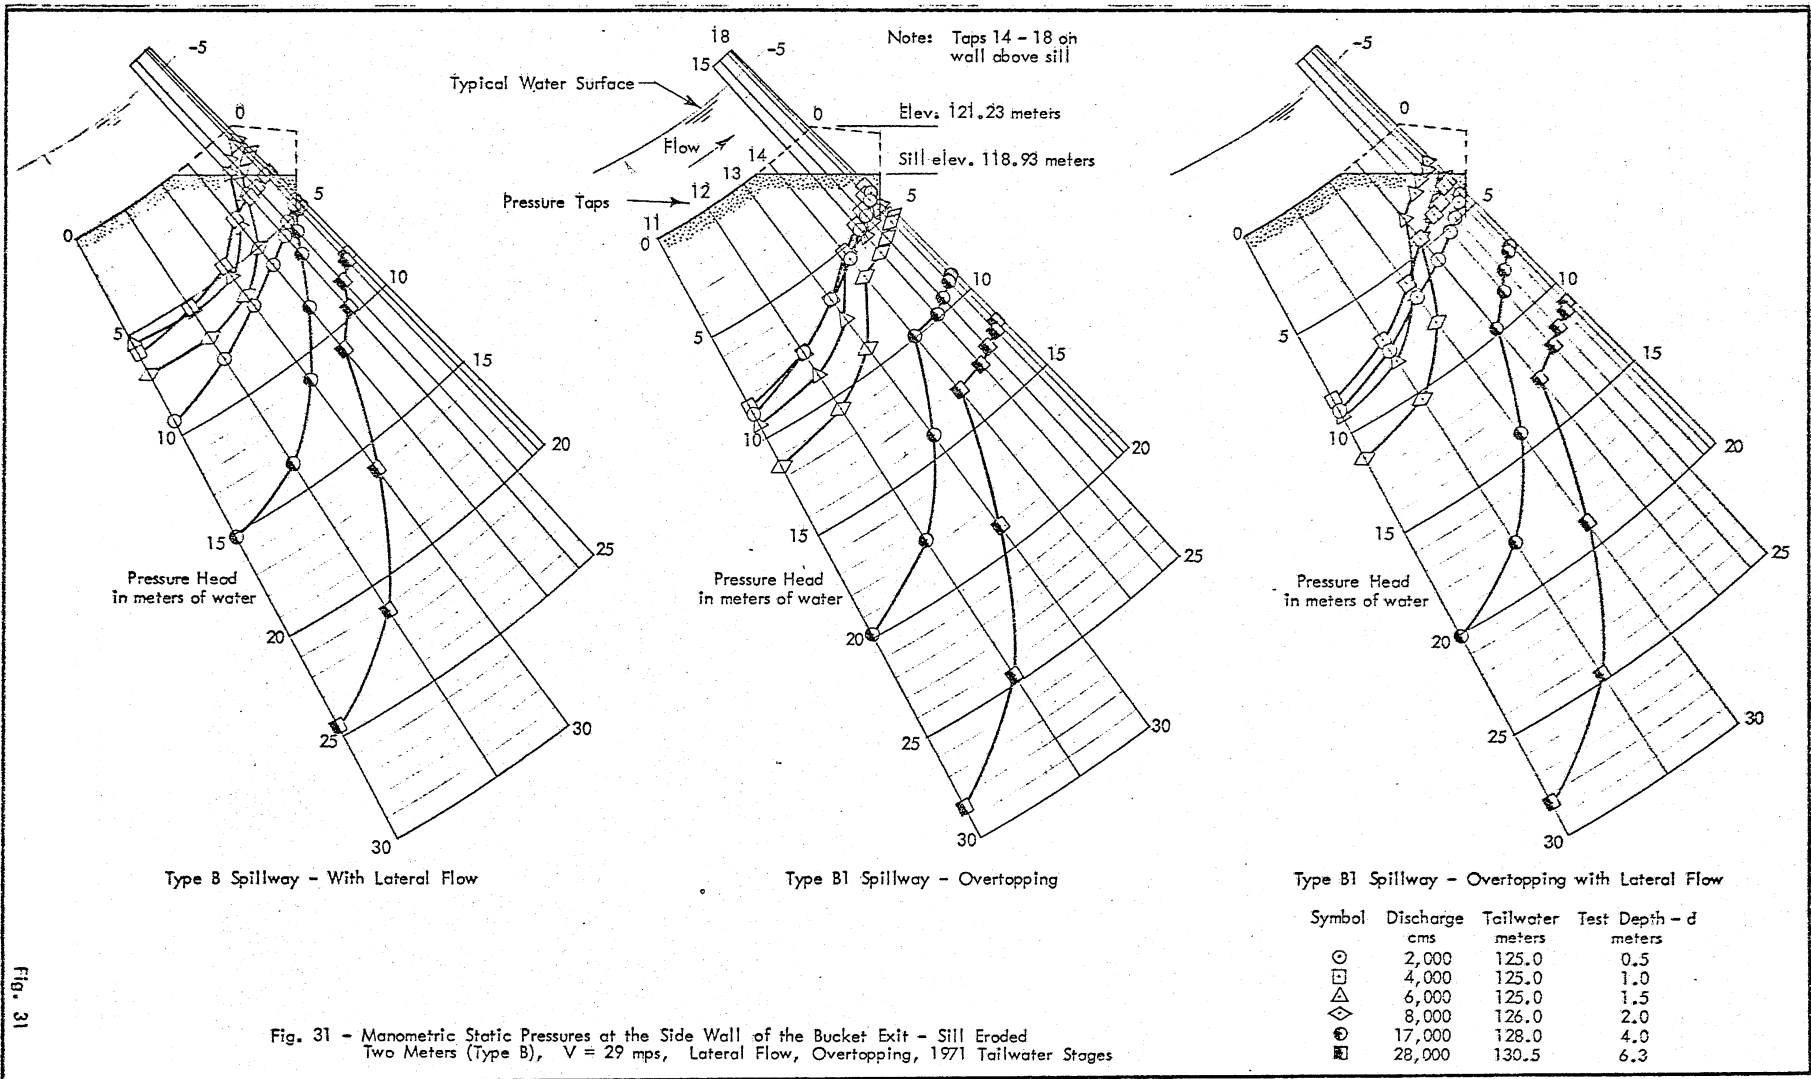 Note: Taps 14 - 18 on
wall above sill
Typical Water Surface
Elev. 121.23 meters
Flow
Sill elev. 118.93 meters
Pressure Taps
-5
0
5
10
15
20
25
30
0
5
10
15
20
25
30
18
15
-5
0
14
13
12
11
0
5
10
15
20
25
30
5
10
15
20
25
30
-5
0
5
10
15
20
25
30
0
5
10
15
20
25
30
Pressure Head
in meters of water
Pressure Head
in meters of water
Pressure Head
in meters of water
Type B Spillway - With Lateral Flow
Type B1 Spillway - Overtopping
Type B1 Spillway - Overtopping with Lateral Flow
Symbol Discharge Tailwater Test Depth - d
cms meters meters
2,000 125.0 0.5
4,000 125.0 1.0
6,000 125.0 1.5
8,000 126.0 2.0
17,000 128.0 4.0
28,000 130.5 6.3
Fig. 31 - Manometric Static Pressures at the Side Wall of the Bucket Exit - Sill Eroded
Two Meters (Type B), V = 29 mps, Lateral Flow, Overtopping, 1971 Tailwater Stages
Fig. 31